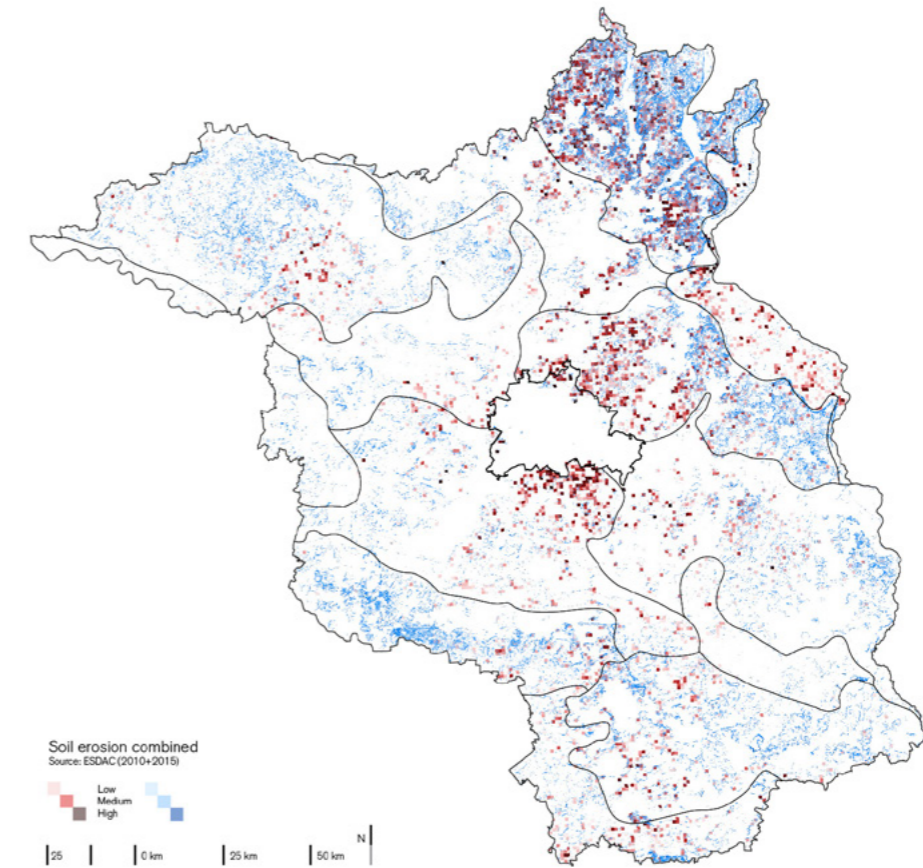 Soil erosion combined
Source: ESDAC (2010+2015)
Low
Medium
High
N
25
0 km
25 km
50 km